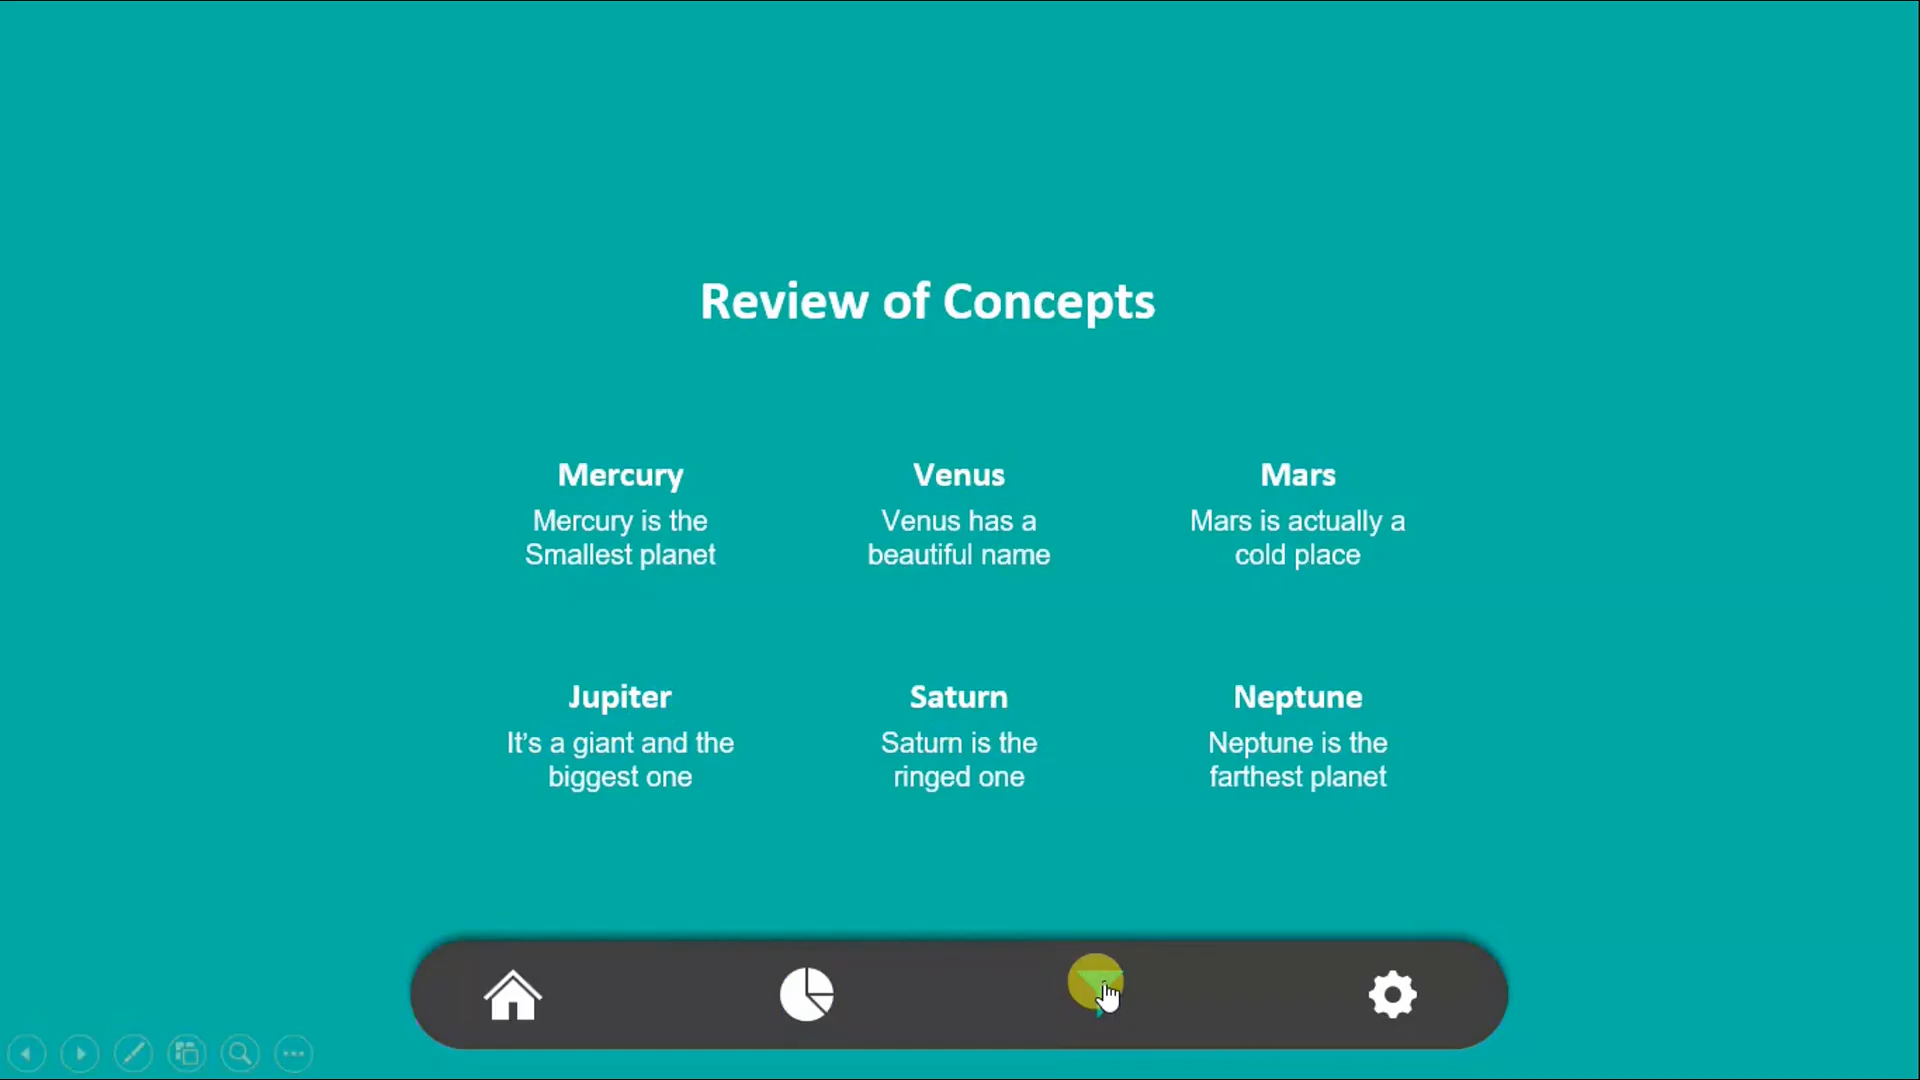 Review of Concepts
Mercury
Mercury is the
Smallest planet
Venus
Venus has a
beautiful name
Mars
Mars is actually a
cold place
Jupiter
It’s a giant and the
biggest one
Saturn
Saturn is the
ringed one
Neptune
Neptune is the
farthest planet